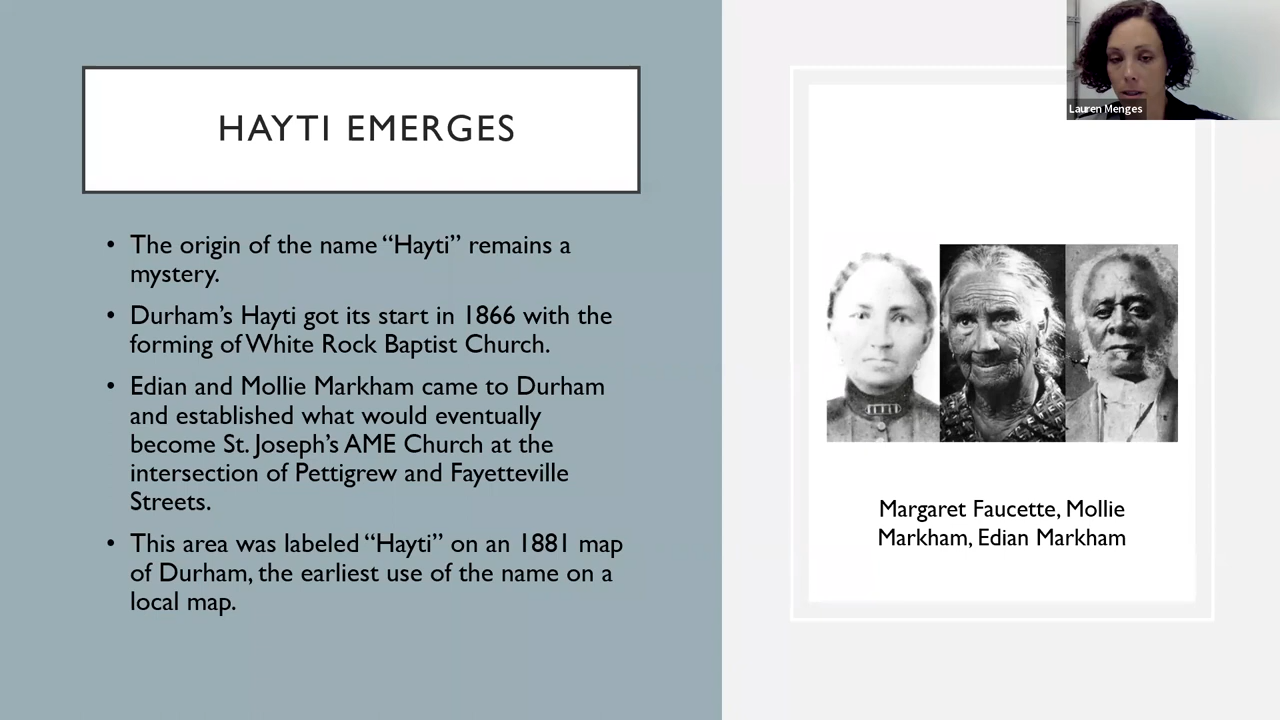 HAYTI EMERGES
• The origin of the name “Hayti” remains a
mystery.
• Durham’s Hayti got its start in 1866 with the
forming of White Rock Baptist Church.
• Edian and Mollie Markham came to Durham
and established what would eventually
become St. Joseph’s AME Church at the
intersection of Pettigrew and Fayetteville
Streets.
• This area was labeled “Hayti” on an 1881 map
of Durham, the earliest use of the name on a
local map.
Lauren Menges
Margaret Faucette, Mollie
Markham, Edian Markham